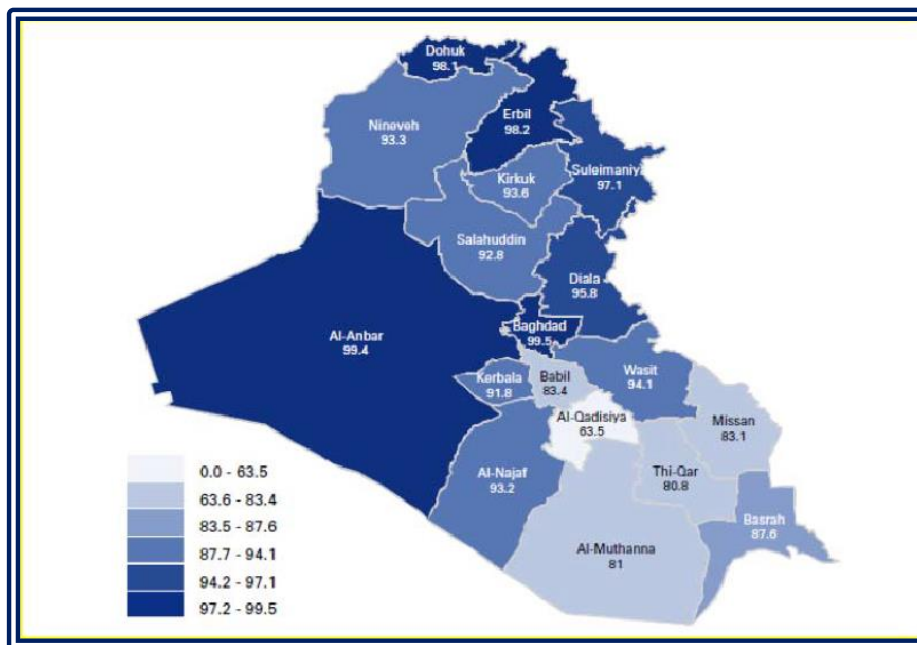 Dohuk
98.1
Erbil
98.2
Ninoveh
93.3
Suleimaniy
97.1
Kirkuk
93.6
Salahuddin
92.8
Diala
95.8
Baghdad
99.5
Al-Anbar
99.4
Kerbala
91.8
Babil
83.4
Wasit
94.1
Al-Qadisiya
63.5
Missan
83.1
Al-Najaf
93.2
Thi-Qar
80.8
Basrah
87.6
Al-Muthanna
81
0.0 - 63.5
63.6 - 83.4
83.5 - 87.6
87.7 - 94.1
94.2 - 97.1
97.2 - 99.5